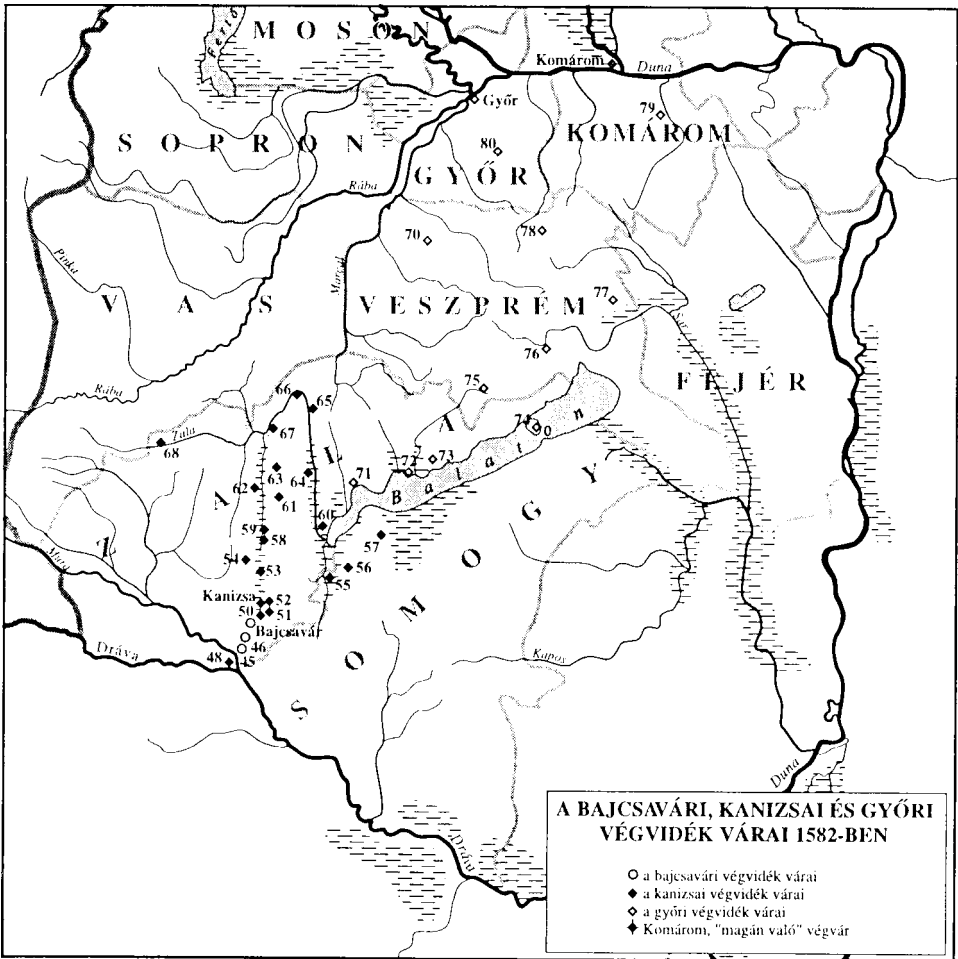 MOSON
Fertő
Komárom
Duna
Győr
79
SOPRON
KOMÁROM
80
GYŐR
Rába
70
78
Pinka
Marcal
VAS
VESZPRÉM
77
Sár
76
FEJÉR
Rába
66
65
75
Zala
67
74
68
ZALA
63
64
72
73
71
Balaton
62
61
60
59
58
57
54
53
56
55
Mura
Kanizsa
52
50
51
Bajcsavár
46
45
48
Dráva
SOMOGY
Kapos
Duna
Dráva
A BAJCSAVÁRI, KANIZSAI ÉS GYŐRI
VÉGVIDÉK VÁRAI 1582-BEN
a bajcsavári végvidék várai
a kanizsai végvidék várai
a győri végvidék várai
Komárom, "magán való" végvár